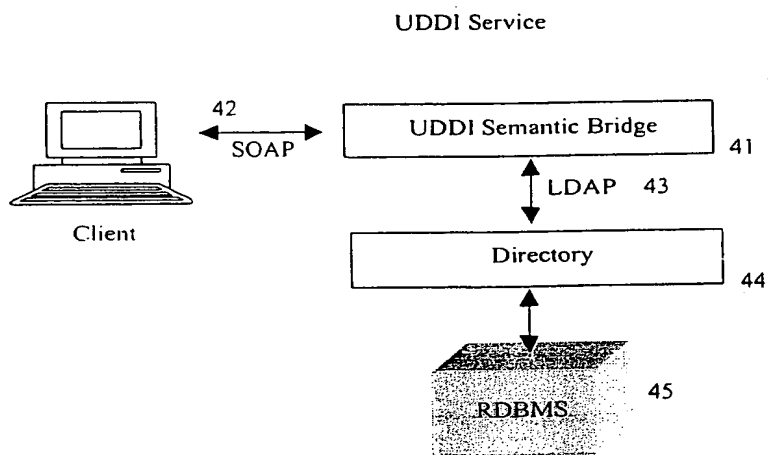 UDDI Service
42
SOAP
UDDI Semantic Bridge
41
Client
LDAP 43
Directory
44
RDBMS
45